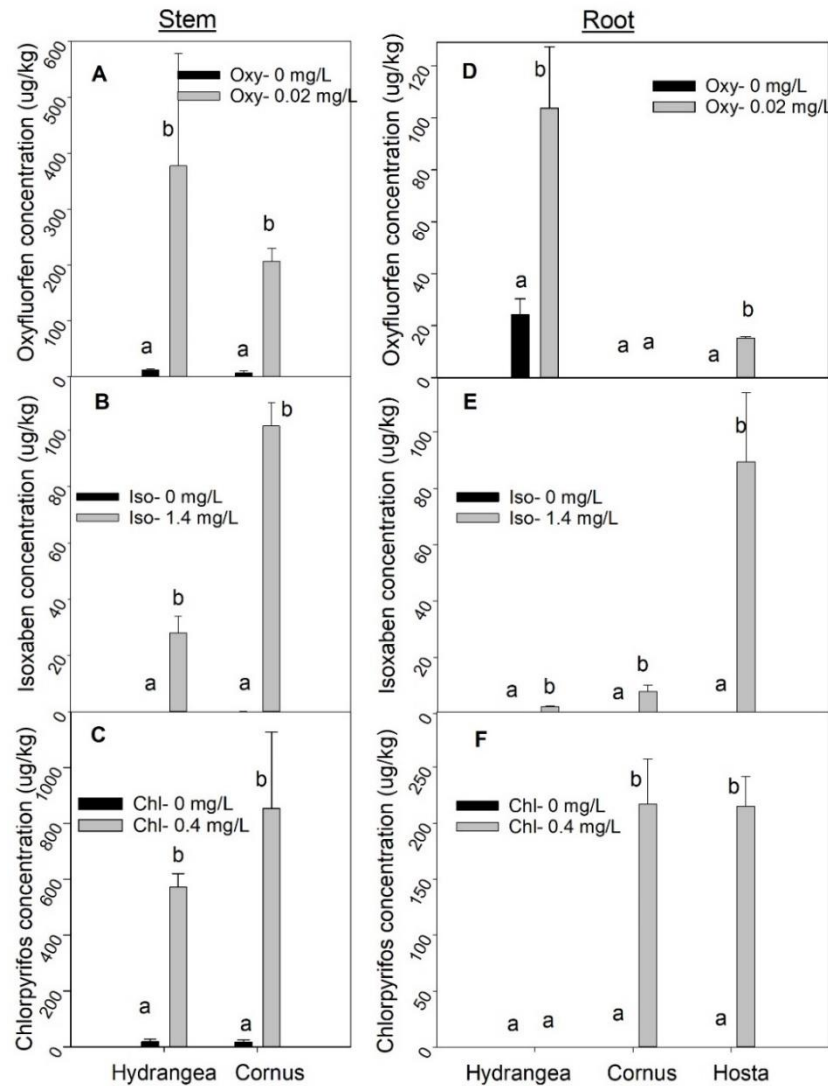 Stem
Root
A
Oxy- 0 mg/L
Oxy- 0.02 mg/L
Oxyfluorfen concentration (ug/kg)
600
500
400
300
200
100
0
a
b
a
b
D
Oxy- 0 mg/L
Oxy- 0.02 mg/L
Oxyfluorfen concentration (ug/kg)
120
100
80
60
40
20
0
a
b
a
a
a
b
B
Iso- 0 mg/L
Iso- 1.4 mg/L
Isoxaben concentration (ug/kg)
100
80
60
40
20
0
a
b
a
b
E
Iso- 0 mg/L
Iso- 1.4 mg/L
Isoxaben concentration (ug/kg)
100
80
60
40
20
0
a
b
a
b
a
b
C
Chl- 0 mg/L
Chl- 0.4 mg/L
Chlorpyrifos concentration (ug/kg)
1000
800
600
400
200
0
a
b
a
b
Hydrangea
Cornus
F
Chl- 0 mg/L
Chl- 0.4 mg/L
Chlorpyrifos concentration (ug/kg)
250
200
150
100
50
0
a
a
a
b
a
b
Hydrangea
Cornus
Hosta